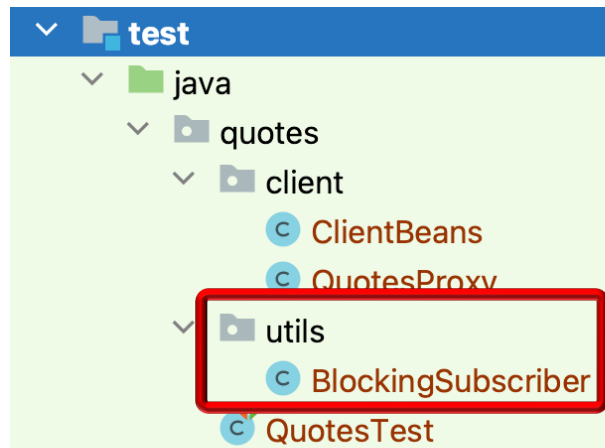 test
java
quotes
client
C ClientBeans
C QuotesProxy
utils
C BlockingSubscriber
C QuotesTest